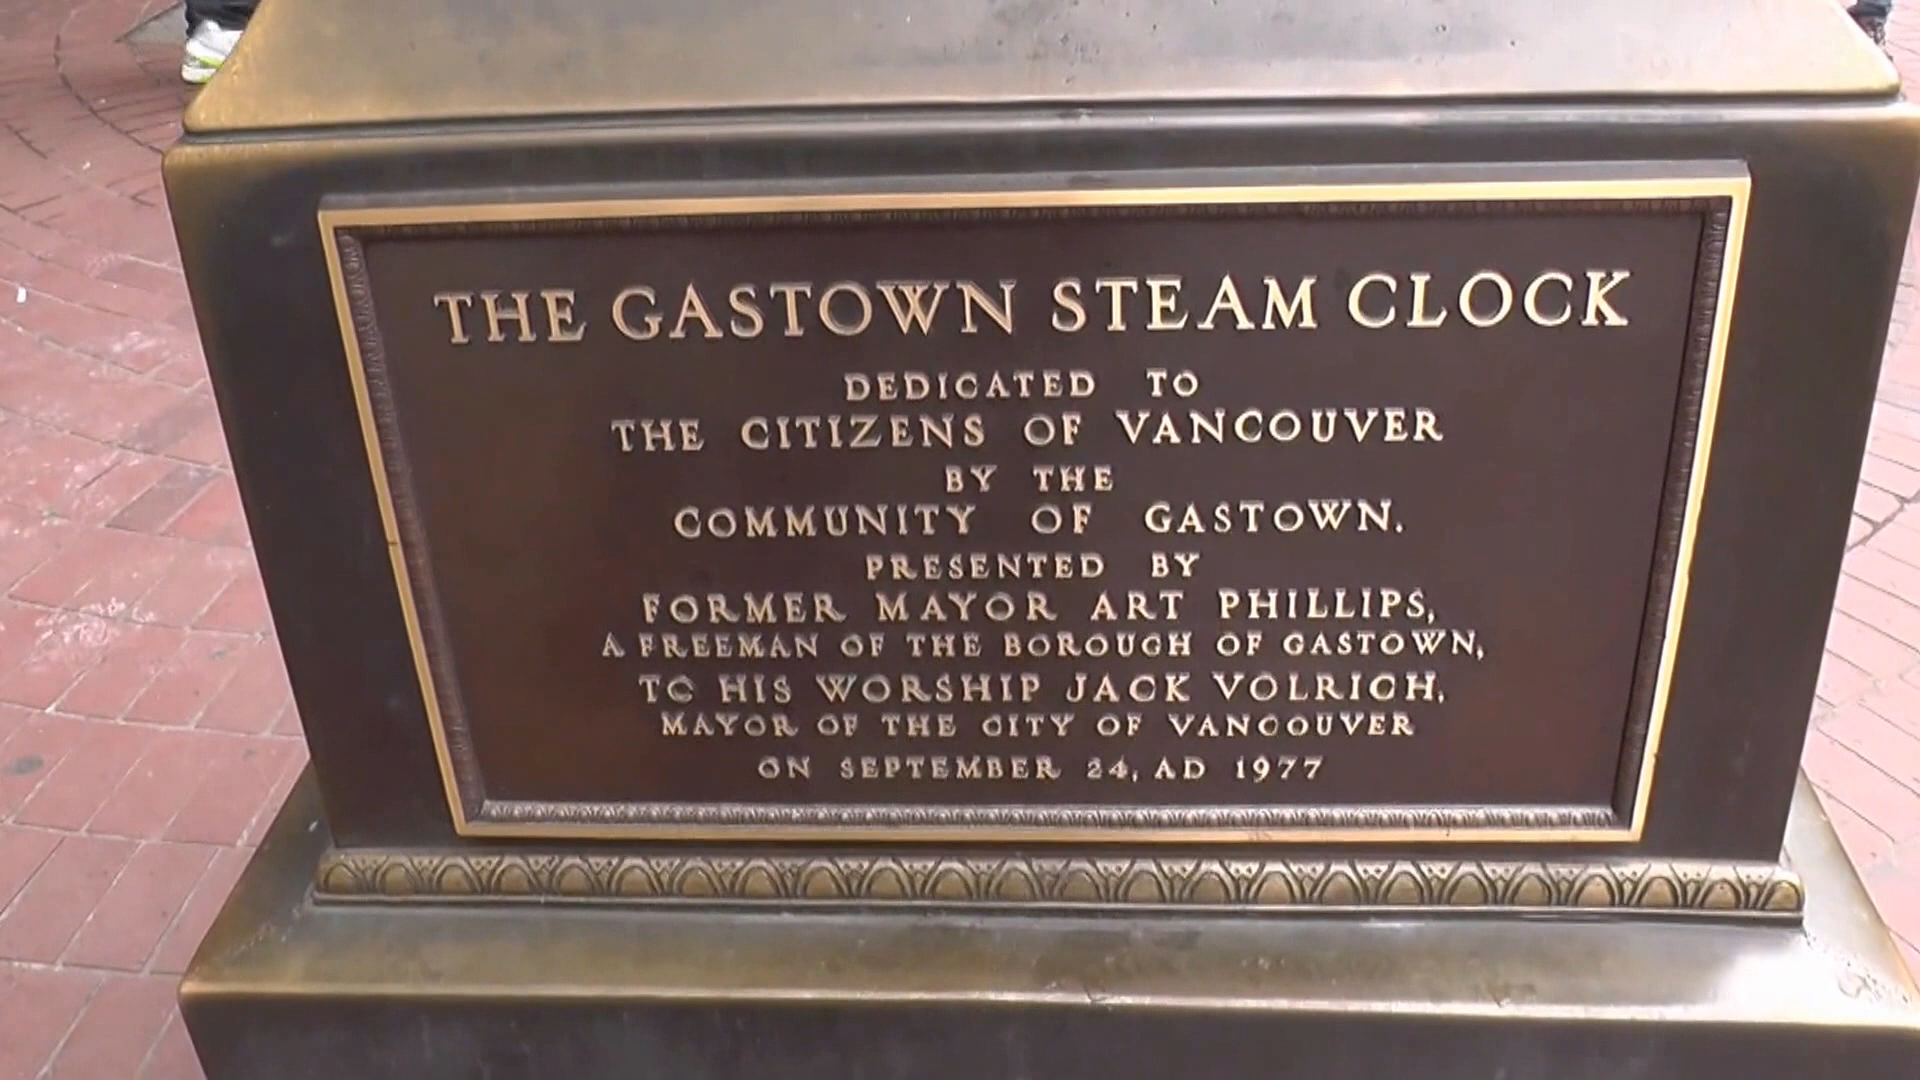 THE GASTOWN STEAM CLOCK
DEDICATED TO
THE CITIZENS OF VANCOUVER
BY THE
COMMUNITY OF GASTOWN.
PRESENTED BY
FORMER MAYOR ART PHILLIPS,
A FREEMAN OF THE BOROUGH OF GASTOWN,
TO HIS WORSHIP JACK VOLRICH,
MAYOR OF THE CITY OF VANCOUVER
ON SEPTEMBER 24, AD 1977